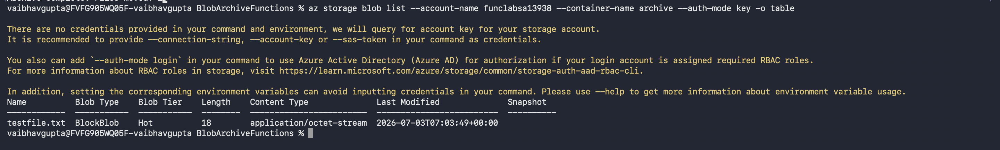 vaibhavgupta@FVFG905WQ05F-vaibhavgupta BlobArchiveFunctions % az storage blob list --account-name funclabsa13938 --container-name archive --auth-mode key -o table
There are no credentials provided in your command and environment, we will query for account key for your storage account.
It is recommended to provide --connection-string, --account-key or --sas-token in your command as credentials.
You also can add `--auth-mode login` in your command to use Azure Active Directory (Azure AD) for authorization if your login account is assigned required RBAC roles.
For more information about RBAC roles in storage, visit https://learn.microsoft.com/azure/storage/common/storage-auth-aad-rbac-cli.
In addition, setting the corresponding environment variables can avoid inputting credentials in your command. Please use --help to get more information about environment variable usage.
Name          Blob Type    Blob Tier    Length    Content Type              Last Modified              Snapshot
------------  -----------  -----------  --------  ------------------------  -------------------------  ----------
testfile.txt  BlockBlob    Hot          18        application/octet-stream  2026-07-03T07:03:49+00:00
vaibhavgupta@FVFG905WQ05F-vaibhavgupta BlobArchiveFunctions %